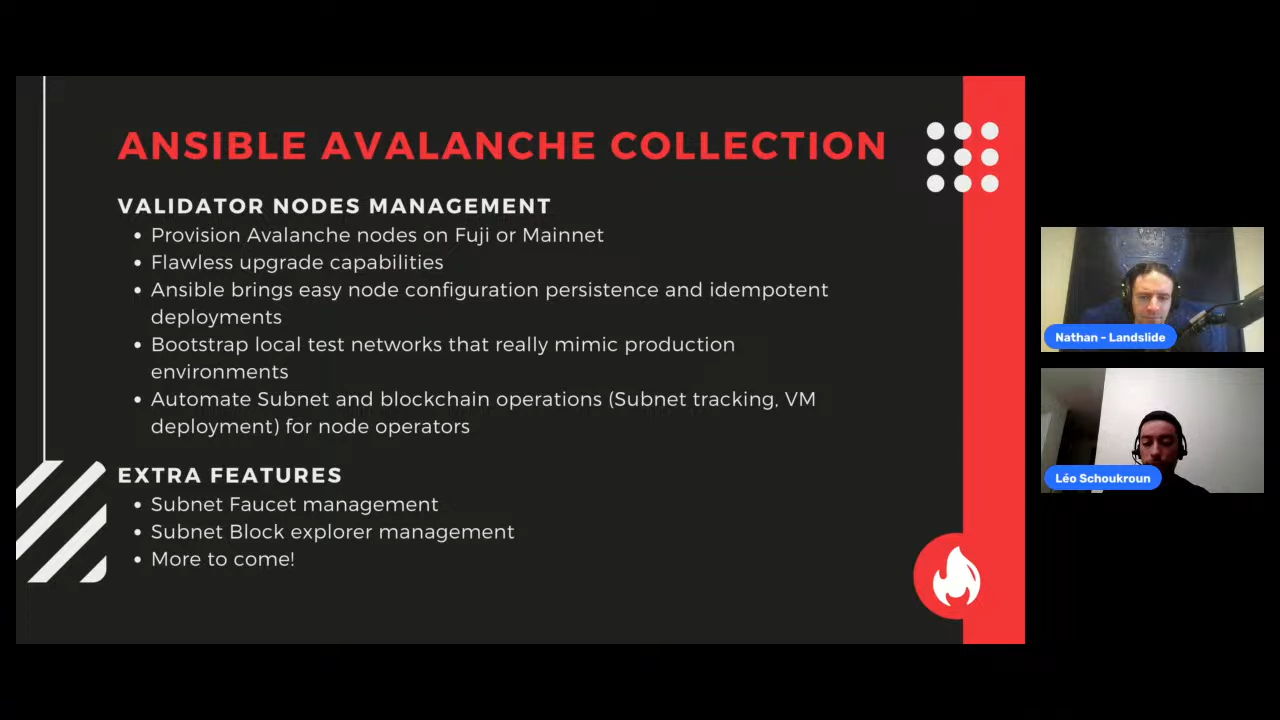 ANSIBLE AVALANCHE COLLECTION
VALIDATOR NODES MANAGEMENT
• Provision Avalanche nodes on Fuji or Mainnet
• Flawless upgrade capabilities
• Ansible brings easy node configuration persistence and idempotent
deployments
• Bootstrap local test networks that really mimic production
environments
• Automate Subnet and blockchain operations (Subnet tracking, VM
deployment) for node operators
EXTRA FEATURES
• Subnet Faucet management
• Subnet Block explorer management
• More to come!
Nathan - Landslide
Léo Schoukroun